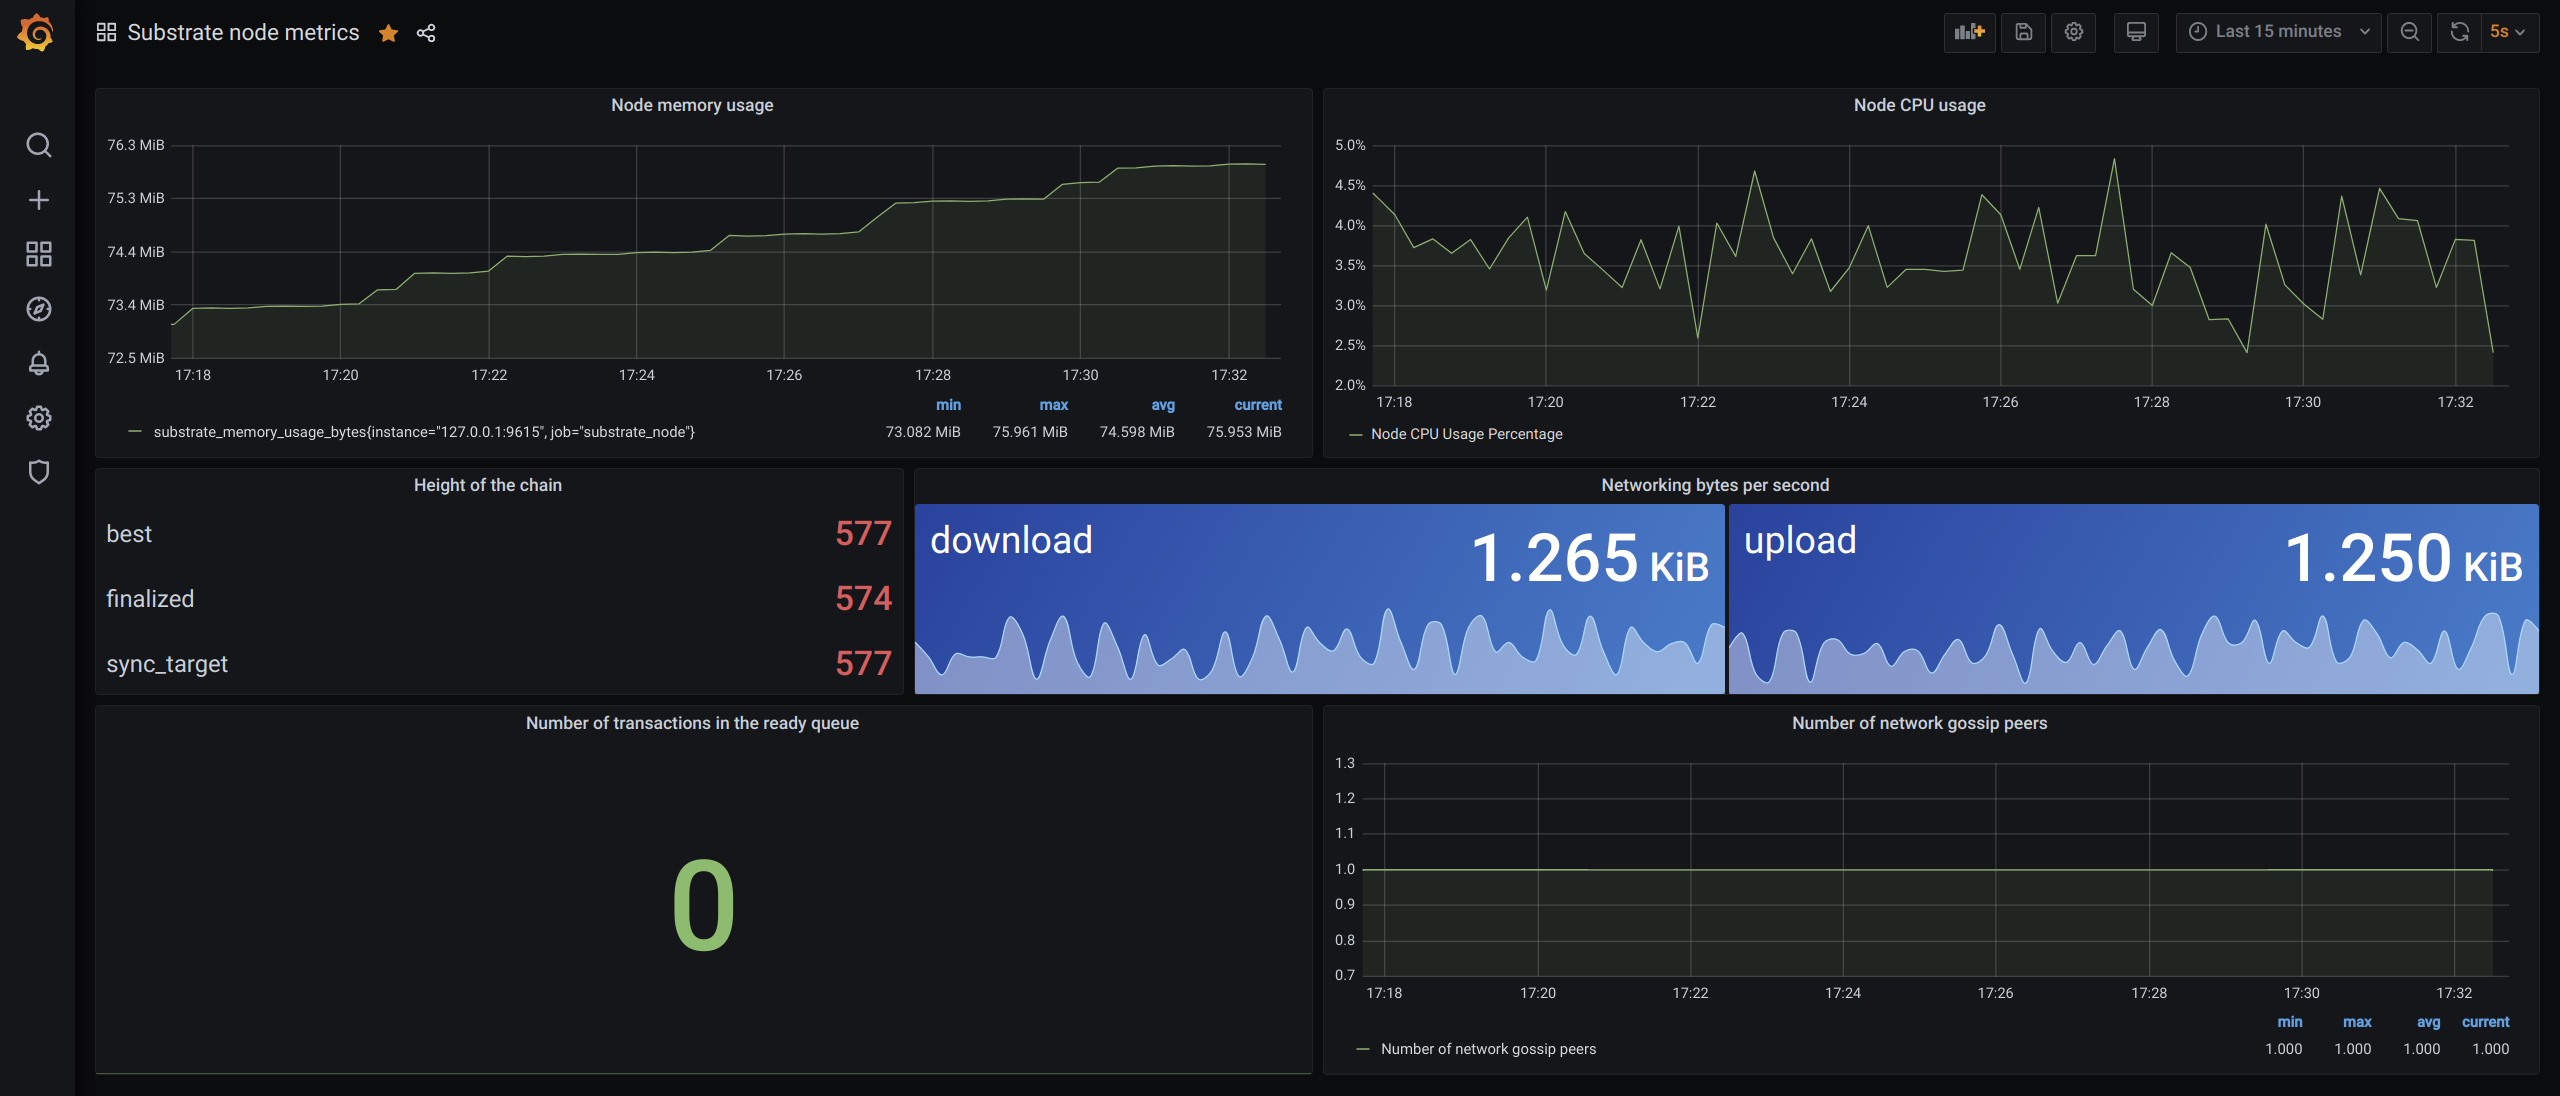 Substrate node metrics
Last 15 minutes
5s
Node memory usage
76.3 MiB
75.3 MiB
74.4 MiB
73.4 MiB
72.5 MiB
17:18 17:20 17:22 17:24 17:26 17:28 17:30 17:32
min max avg current
substrate_memory_usage_bytes{instance="127.0.0.1:9615", job="substrate_node"} 73.082 MiB 75.961 MiB 74.598 MiB 75.953 MiB
Node CPU usage
5.0%
4.5%
4.0%
3.5%
3.0%
2.5%
2.0%
17:18 17:20 17:22 17:24 17:26 17:28 17:30 17:32
Node CPU Usage Percentage
Height of the chain
best 577
finalized 574
sync_target 577
Networking bytes per second
download 1.265 KiB
upload 1.250 KiB
Number of transactions in the ready queue
0
Number of network gossip peers
1.3
1.2
1.1
1.0
0.9
0.8
0.7
17:18 17:20 17:22 17:24 17:26 17:28 17:30 17:32
min max avg current
Number of network gossip peers 1.000 1.000 1.000 1.000